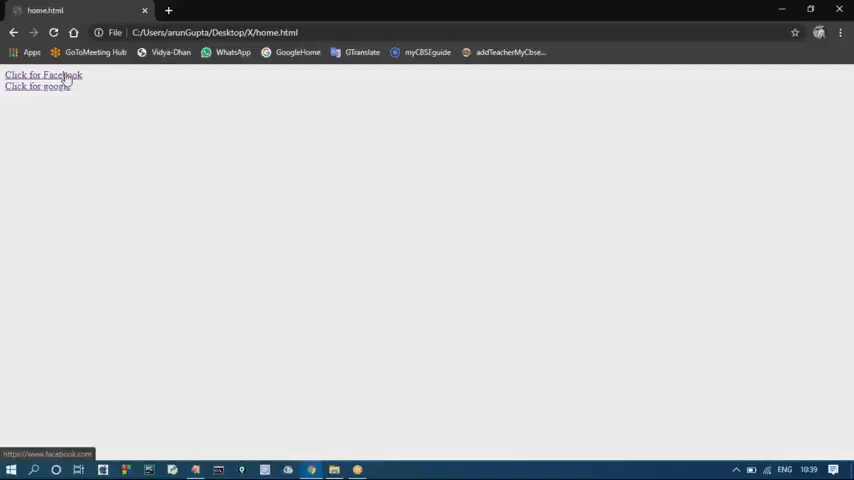 home.html
File C:/Users/arunGupta/Desktop/X/home.html
Apps GoToMeeting Hub Vidya-Dhari WhatsApp GoogleHome GTranslate myCBSEguide addTeacherMyCbse...
Click for Facebook
Click for google
https://www.facebook.com
ENG 10:39